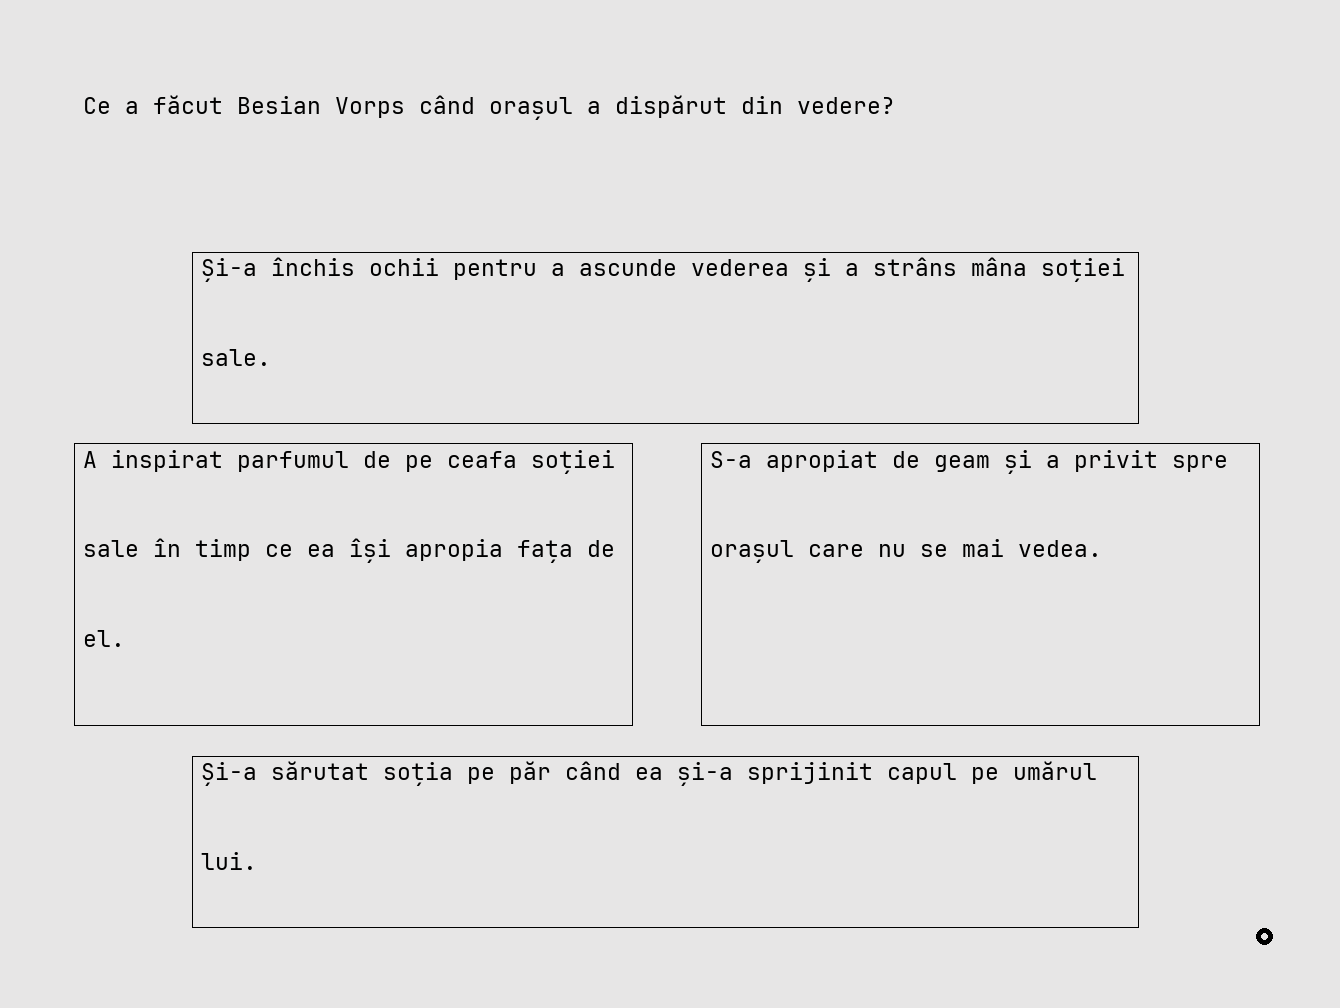 Ce a făcut Besian Vorps când orașul a dispărut din vedere?
Și-a închis ochii pentru a ascunde vederea și a strâns mâna soției
sale.
A inspirat parfumul de pe ceafa soției
sale în timp ce ea își apropia fața de
el.
S-a apropiat de geam și a privit spre
orașul care nu se mai vedea.
Și-a sărutat soția pe păr când ea și-a sprijinit capul pe umărul
lui.